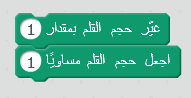 غيّر حجم القلم بمقدار 1
اجعل حجم القلم مساويًا 1